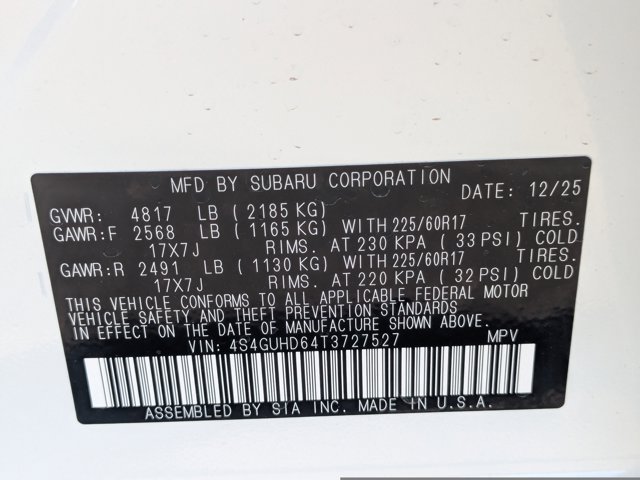 MFD BY SUBARU CORPORATION DATE: 12/25
GVWR: 4817 LB (2185 KG)
GAWR:F 2568 LB (1165 KG) WITH 225/60R17 TIRES.
17X7J RIMS. AT 230 KPA (33 PSI) COLD
GAWR:R 2491 LB (1130 KG) WITH 225/60R17 TIRES.
17X7J RIMS. AT 220 KPA (32 PSI) COLD
THIS VEHICLE CONFORMS TO ALL APPLICABLE FEDERAL MOTOR
VEHICLE SAFETY AND THEFT PREVENTION STANDARDS
IN EFFECT ON THE DATE OF MANUFACTURE SHOWN ABOVE.
VIN: 4S4GUHD64T3727527 MPV
ASSEMBLED BY SIA INC. MADE IN U.S.A.